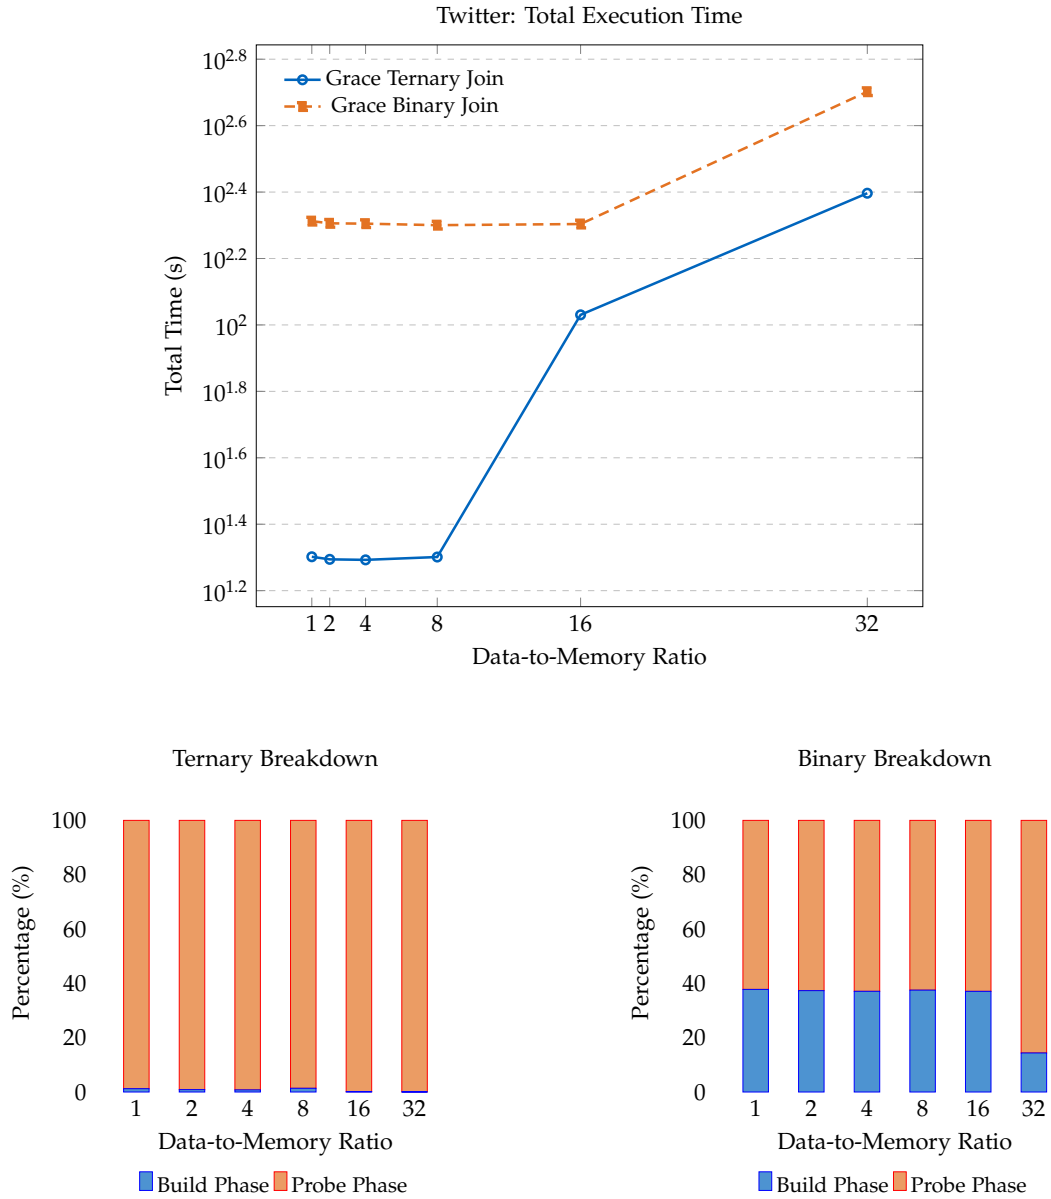 Twitter: Total Execution Time
Grace Ternary Join
Grace Binary Join
10^2.8
10^2.6
10^2.4
10^2.2
10^2
10^1.8
10^1.6
10^1.4
10^1.2
Total Time (s)
1 2 4 8 16 32
Data-to-Memory Ratio
Ternary Breakdown
100
80
60
40
20
0
Percentage (%)
1 2 4 8 16 32
Data-to-Memory Ratio
Build Phase Probe Phase
Binary Breakdown
100
80
60
40
20
0
Percentage (%)
1 2 4 8 16 32
Data-to-Memory Ratio
Build Phase Probe Phase